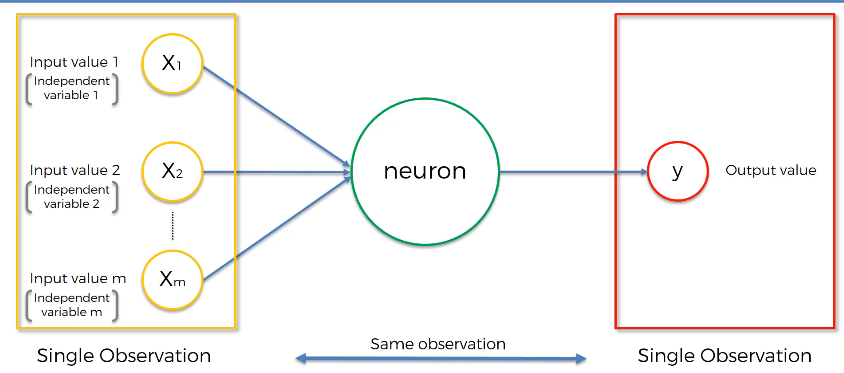 Input value 1
Independent
variable 1
X1
Input value 2
Independent
variable 2
X2
Input value m
Independent
variable m
Xm
neuron
y
Output value
Single Observation
Same observation
Single Observation